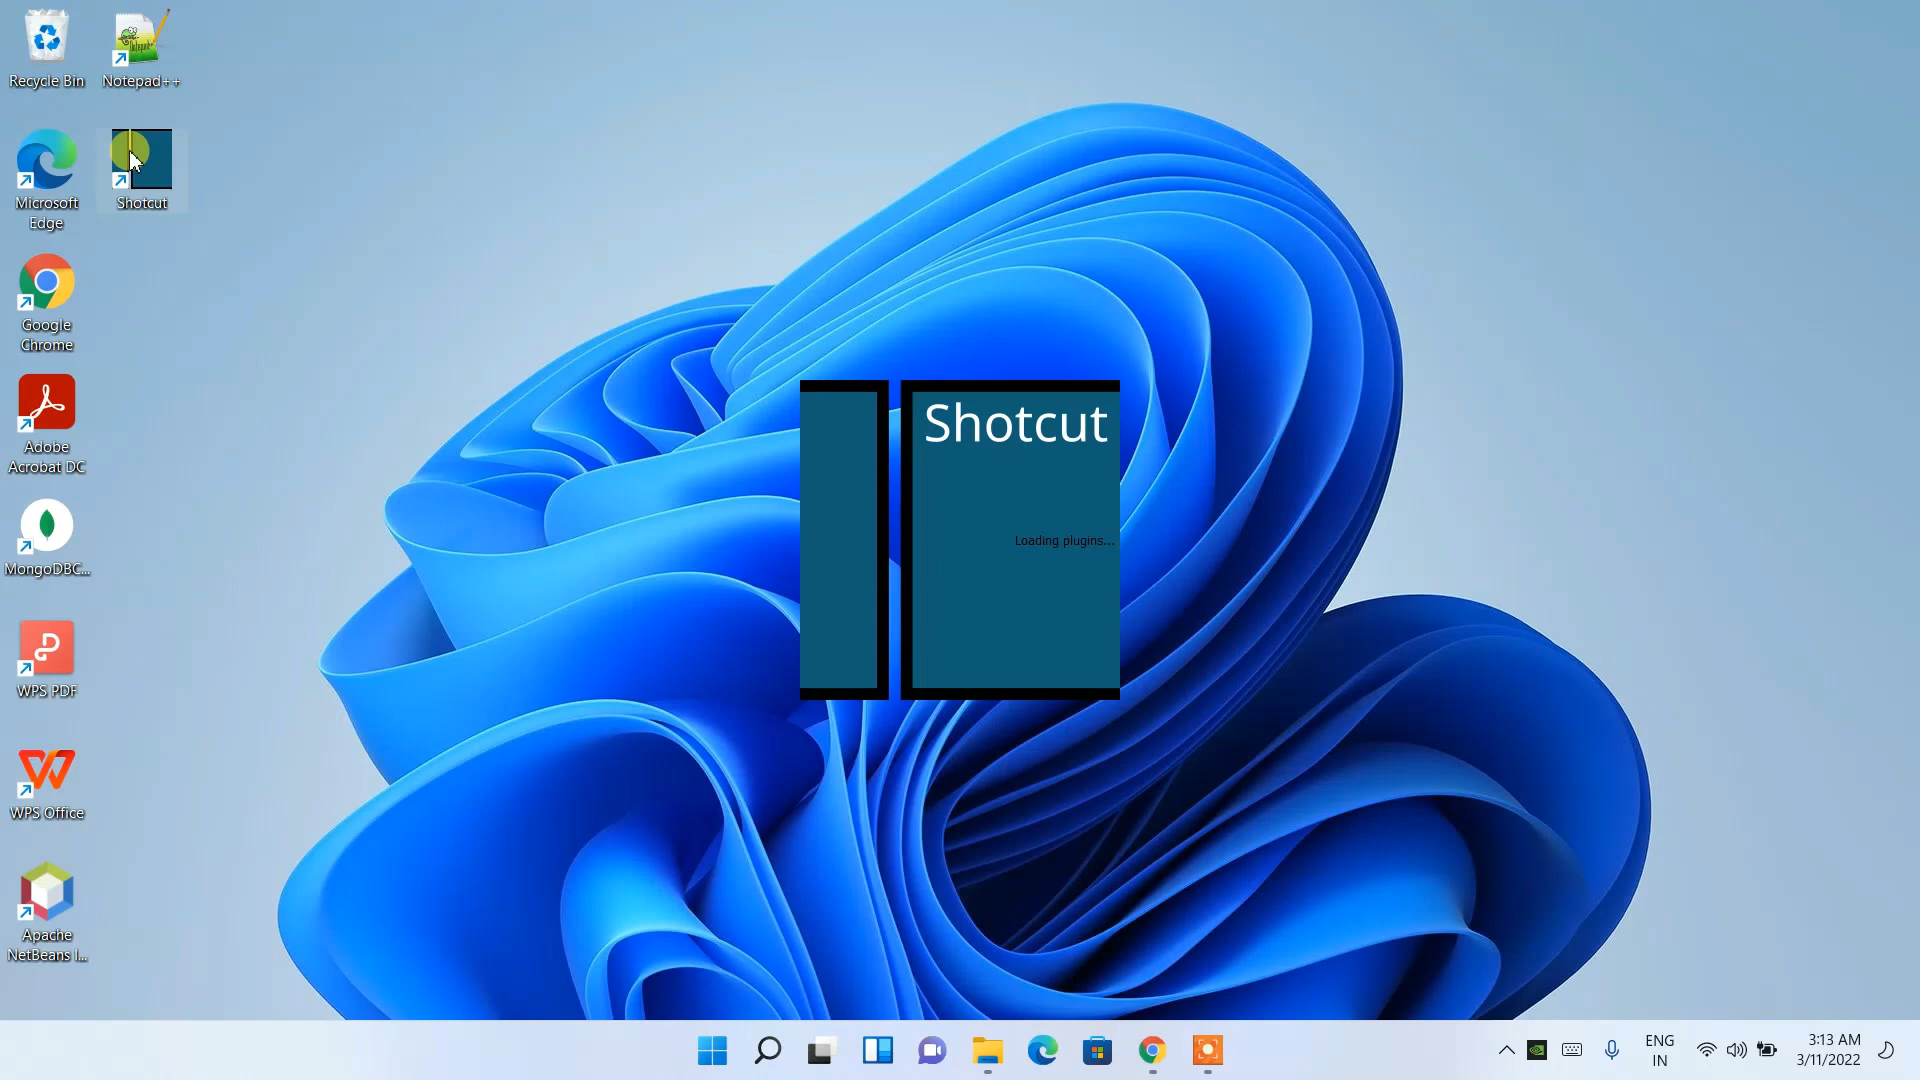 Recycle Bin
Notepad++
Microsoft
Edge
Shotcut
Google
Chrome
Adobe
Acrobat DC
MongoDBC...
WPS PDF
WPS Office
Apache
NetBeans I...
Shotcut
Loading plugins...
ENG
IN
3:13 AM
3/11/2022